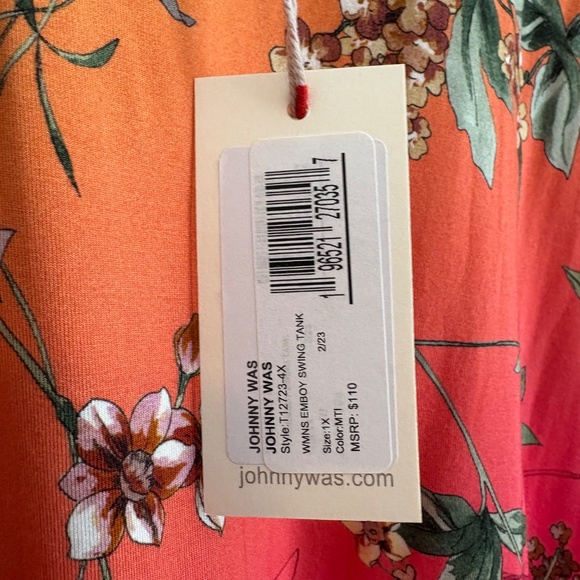 JOHNNY WAS
JOHNNY WAS
Style:T12723-4X
WMNS EMBOY SWING TANK
2/23
Size:1X
Color:MTI
MSRP: $110
1 96521 27035 7
johnnywas.com